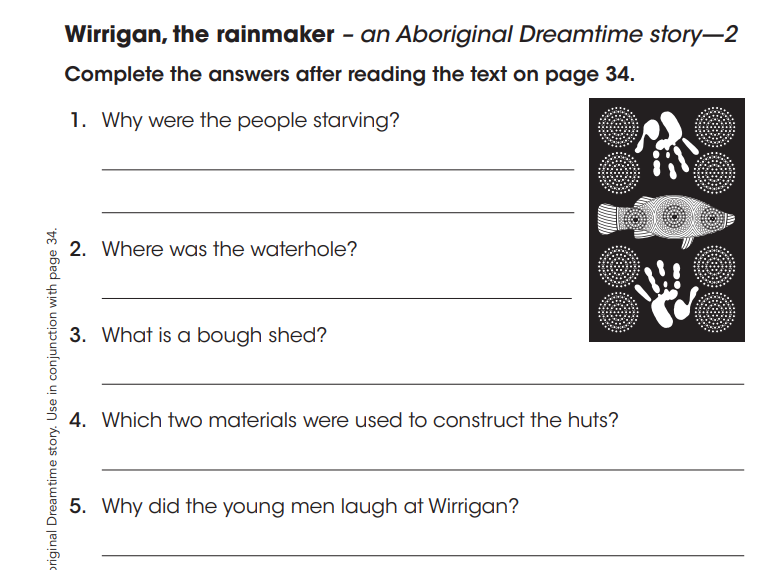 Wirrigan, the rainmaker – an Aboriginal Dreamtime story—2
Complete the answers after reading the text on page 34.
1. Why were the people starving?
2. Where was the waterhole?
3. What is a bough shed?
4. Which two materials were used to construct the huts?
5. Why did the young men laugh at Wirrigan?
original Dreamtime story. Use in conjunction with page 34.